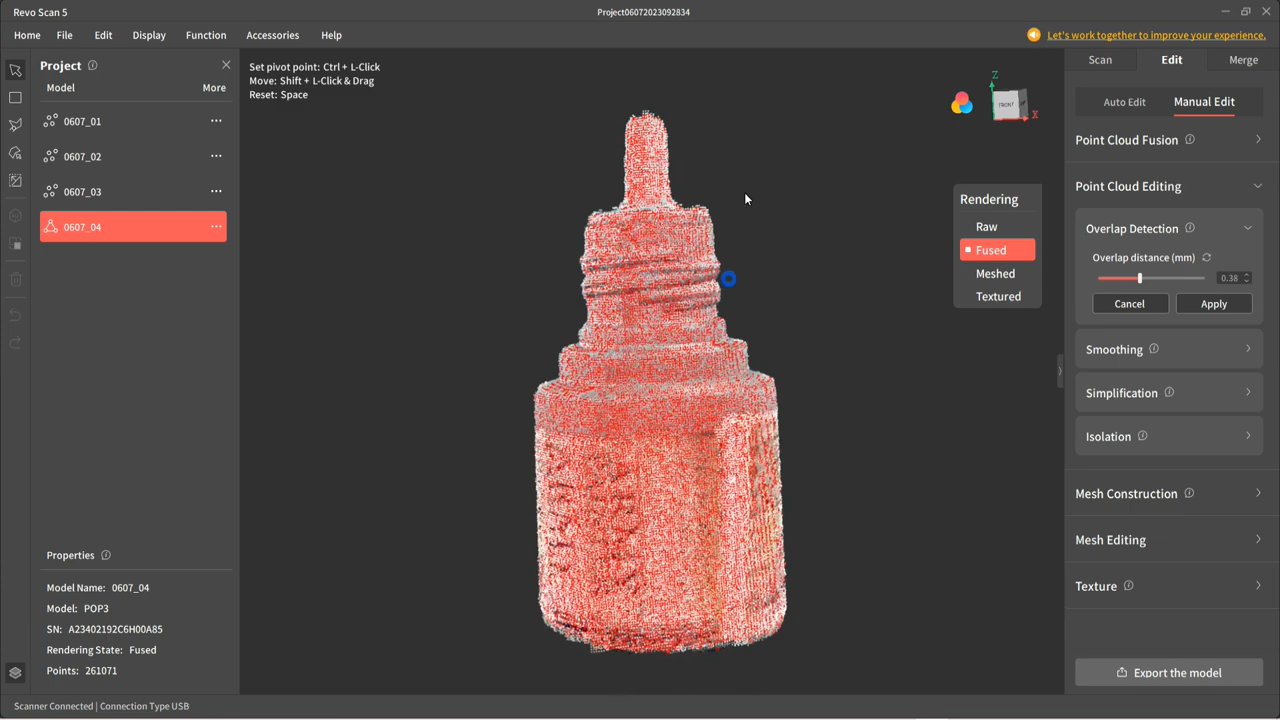 Revo Scan 5
Project06072023092834
Home File Edit Display Function Accessories Help
Let's work together to improve your experience.
Project
Model More
0607_01
0607_02
0607_03
0607_04
Properties
Model Name: 0607_04
Model: POP3
SN: A23402192C6H00A85
Rendering State: Fused
Points: 261071
Set pivot point: Ctrl + L-Click
Move: Shift + L-Click & Drag
Reset: Space
Z
FRONT
X
Rendering
Raw
Fused
Meshed
Textured
Scan Edit Merge
Auto Edit Manual Edit
Point Cloud Fusion
Point Cloud Editing
Overlap Detection
Overlap distance (mm)
0.38
Cancel Apply
Smoothing
Simplification
Isolation
Mesh Construction
Mesh Editing
Texture
Export the model
Scanner Connected | Connection Type USB